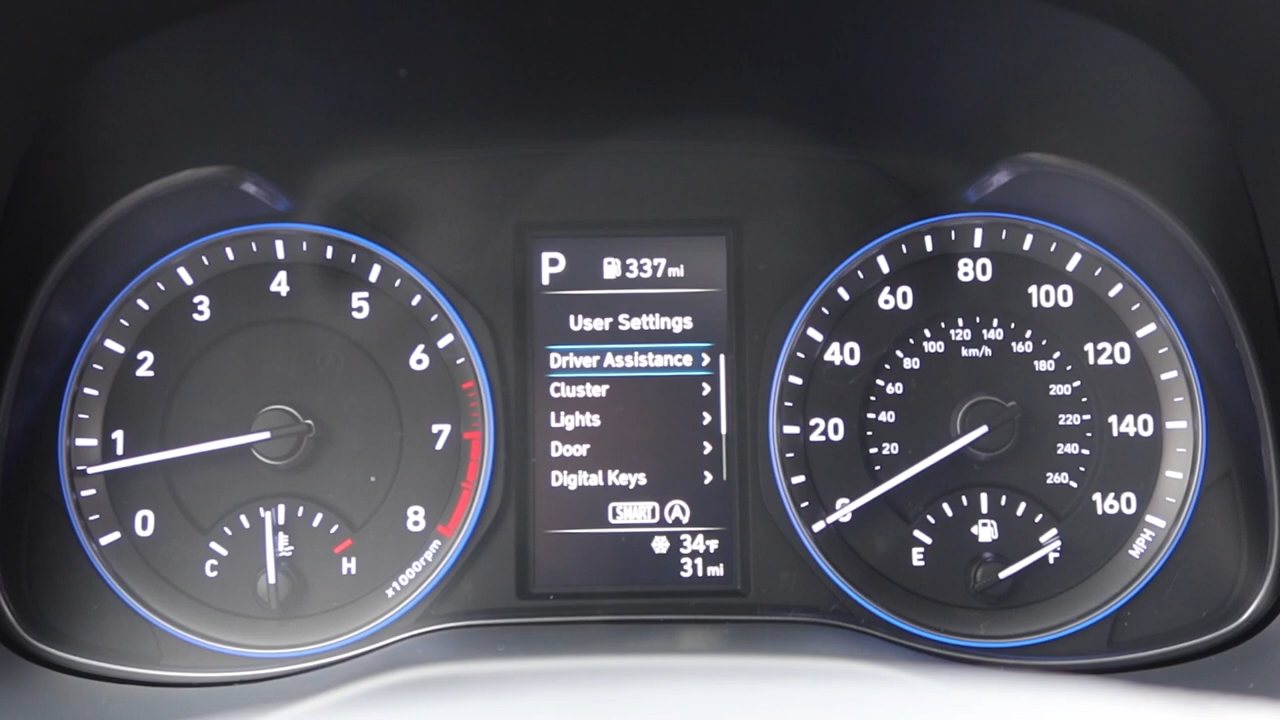 0
1
2
3
4
5
6
7
8
x1000rpm
C
H
P 337mi
User Settings
Driver Assistance
Cluster
Lights
Door
Digital Keys
SMART A
34°F
31mi
0
20
40
60
80
100
120
140
160
MPH
20
40
60
80
100
120
140
160
180
200
220
240
260
km/h
E
F